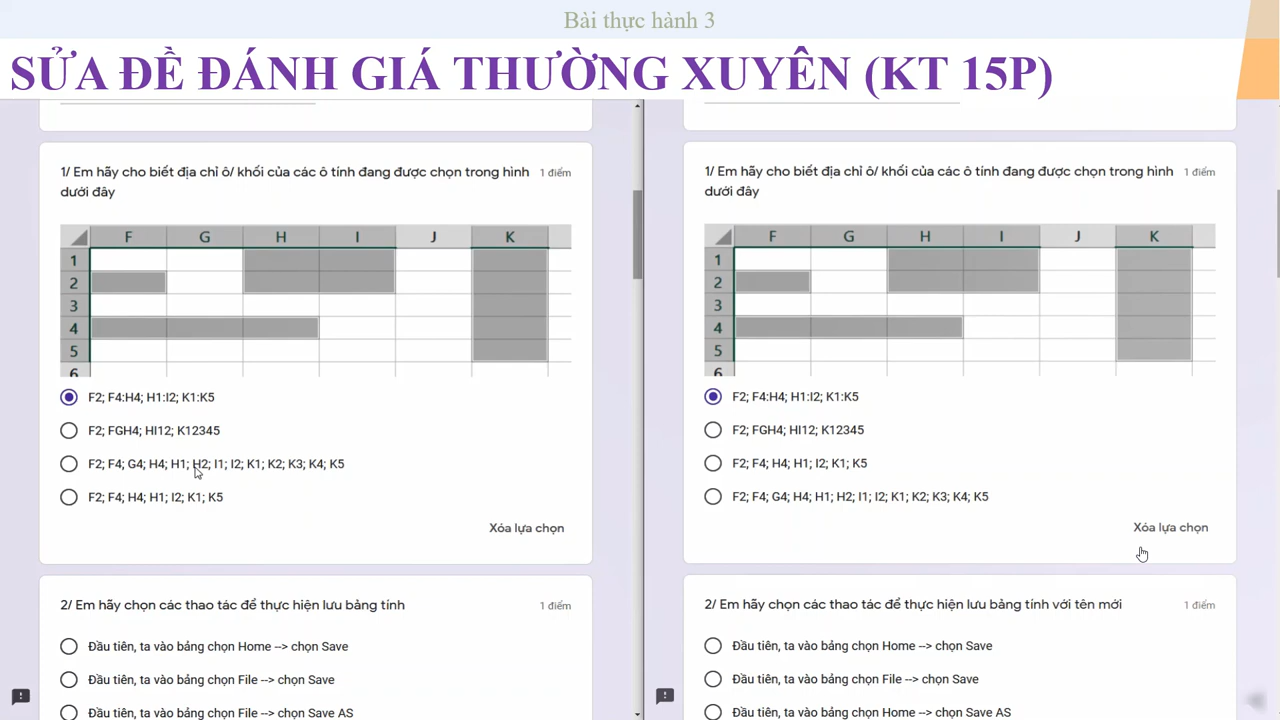 Bài thực hành 3
SỬA ĐỀ ĐÁNH GIÁ THƯỜNG XUYÊN (KT 15P)
1/ Em hãy cho biết địa chỉ ô/ khối của các ô tính đang được chọn trong hình 1 điểm
dưới đây
F G H I J K
1
2
3
4
5
6
F2; F4:H4; H1:I2; K1:K5
F2; FGH4; HI12; K12345
F2; F4; G4; H4; H1; H2; I1; I2; K1; K2; K3; K4; K5
F2; F4; H4; H1; I2; K1; K5
Xóa lựa chọn
2/ Em hãy chọn các thao tác để thực hiện lưu bảng tính 1 điểm
Đầu tiên, ta vào bảng chọn Home --> chọn Save
Đầu tiên, ta vào bảng chọn File --> chọn Save
Đầu tiên, ta vào bảng chọn File --> chọn Save AS
1/ Em hãy cho biết địa chỉ ô/ khối của các ô tính đang được chọn trong hình 1 điểm
dưới đây
F G H I J K
1
2
3
4
5
6
F2; F4:H4; H1:I2; K1:K5
F2; FGH4; HI12; K12345
F2; F4; H4; H1; I2; K1; K5
F2; F4; G4; H4; H1; H2; I1; I2; K1; K2; K3; K4; K5
Xóa lựa chọn
2/ Em hãy chọn các thao tác để thực hiện lưu bảng tính với tên mới 1 điểm
Đầu tiên, ta vào bảng chọn Home --> chọn Save
Đầu tiên, ta vào bảng chọn File --> chọn Save
Đầu tiên, ta vào bảng chọn Home --> chọn Save AS